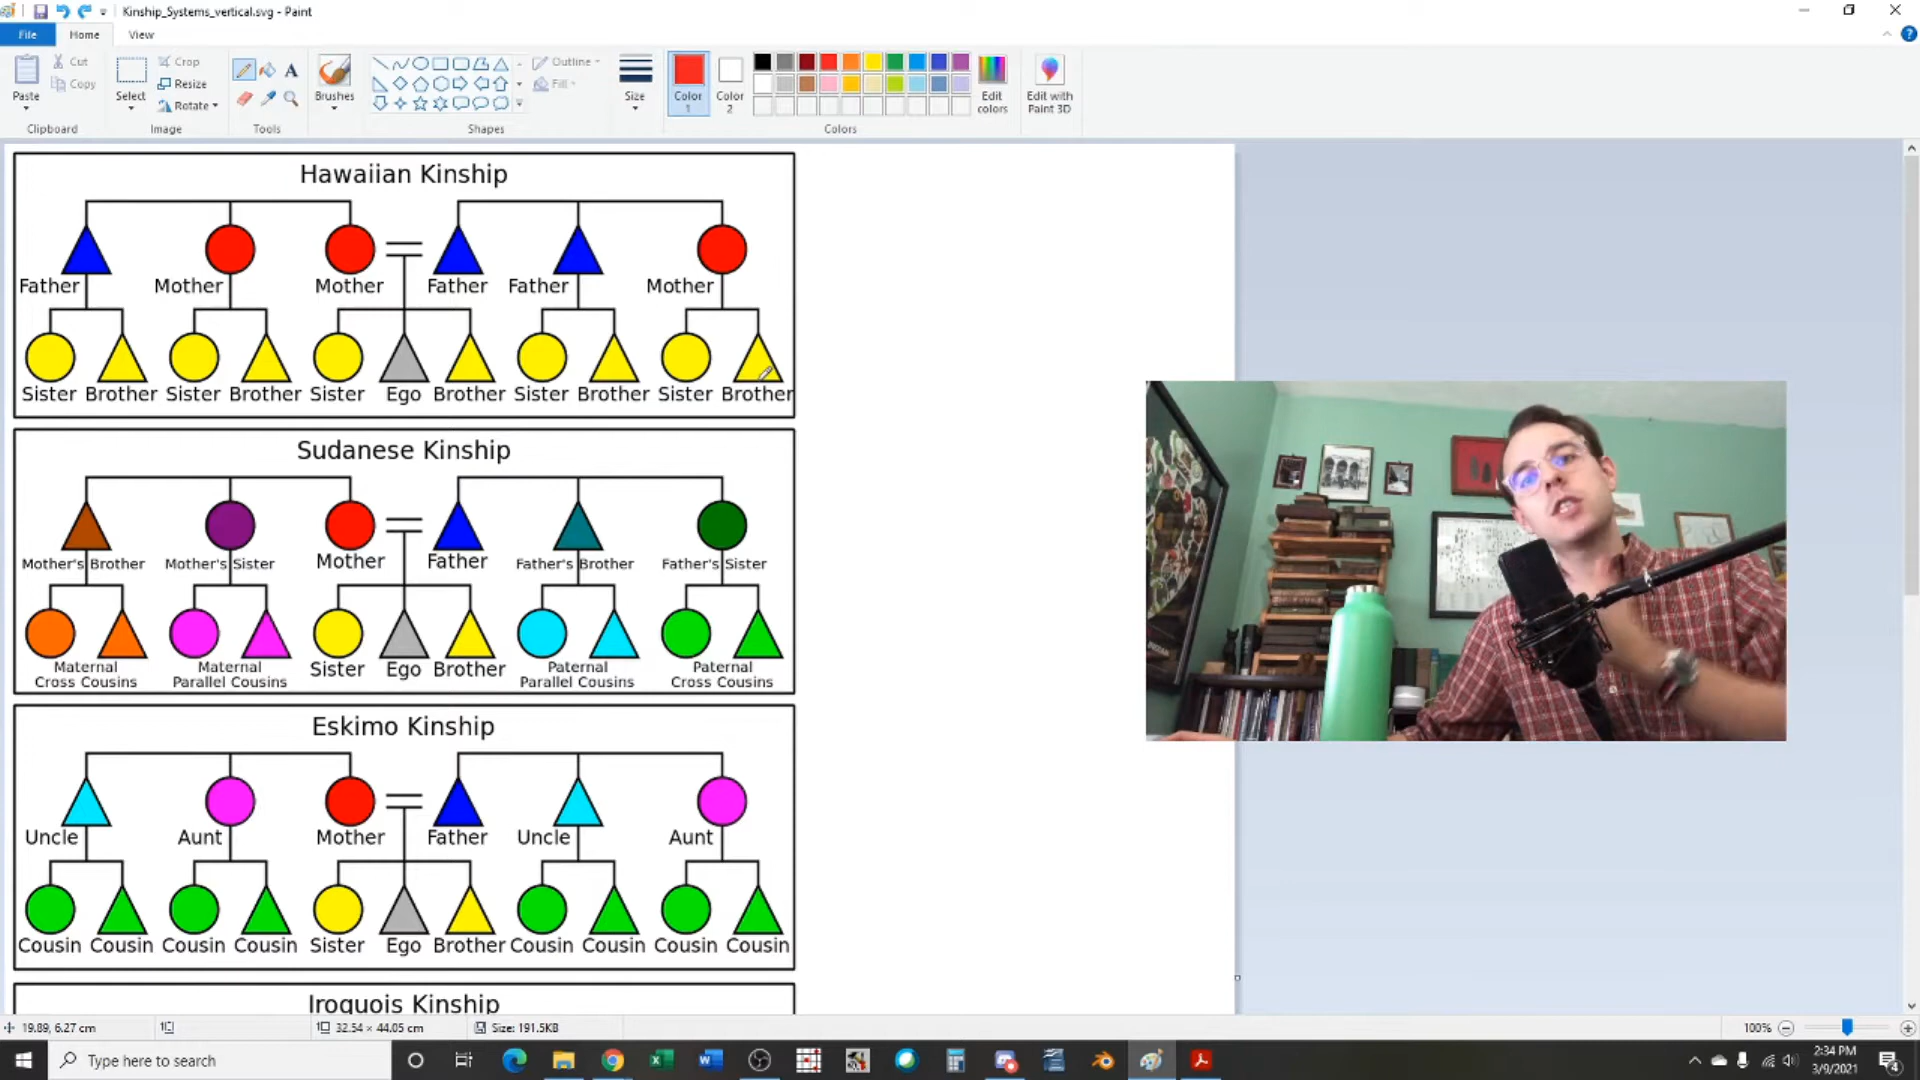 Kinship_Systems_vertical.svg - Paint
File Home View
Paste
Cut
Copy
Clipboard
Select
Crop
Resize
Rotate
Image
A
Tools
Brushes
Outline
Fill
Shapes
Size
Color 1
Color 2
Edit colors
Colors
Edit with Paint 3D
Hawaiian Kinship
Father Mother Mother Father Father Mother
Sister Brother Sister Brother Sister Ego Brother Sister Brother Sister Brother
Sudanese Kinship
Mother's Brother Mother's Sister Mother Father Father's Brother Father's Sister
Maternal Cross Cousins
Maternal Parallel Cousins
Sister Ego Brother
Paternal Parallel Cousins
Paternal Cross Cousins
Eskimo Kinship
Uncle Aunt Mother Father Uncle Aunt
Cousin Cousin Cousin Cousin Sister Ego Brother Cousin Cousin Cousin Cousin
Iroquois Kinship
19.89, 6.27 cm
32.54 × 44.05 cm
Size: 191.5KB
100%
Type here to search
2:34 PM
3/9/2021
4